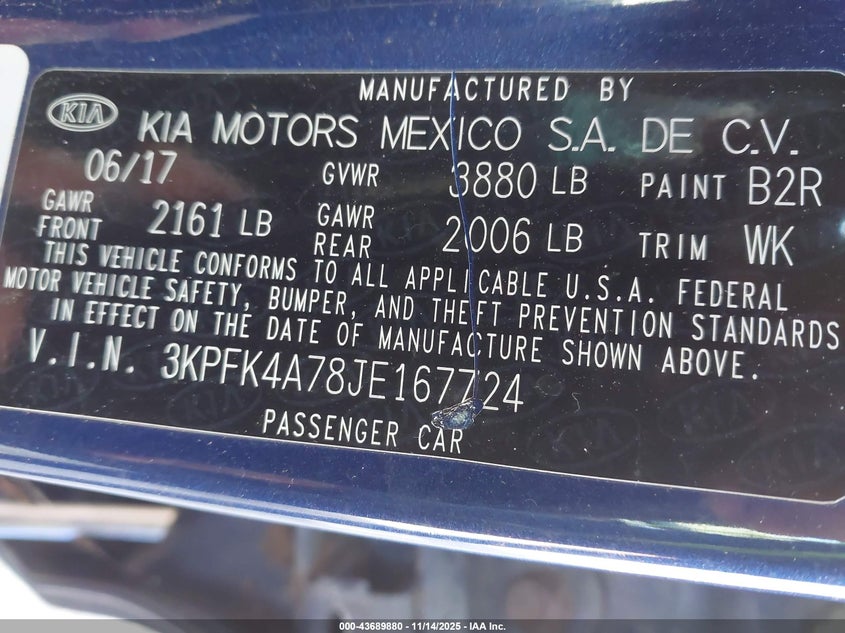 MANUFACTURED BY
KIA KIA MOTORS MEXICO S.A. DE C.V.
06/17 GVWR 3880 LB PAINT B2R
GAWR FRONT 2161 LB GAWR REAR 2006 LB TRIM WK
THIS VEHICLE CONFORMS TO ALL APPLICABLE U.S.A. FEDERAL
MOTOR VEHICLE SAFETY, BUMPER, AND THEFT PREVENTION STANDARDS
IN EFFECT ON THE DATE OF MANUFACTURE SHOWN ABOVE.
V.I.N. 3KPFK4A78JE167724
PASSENGER CAR
000-43689880 - 11/14/2025 - IAA Inc.